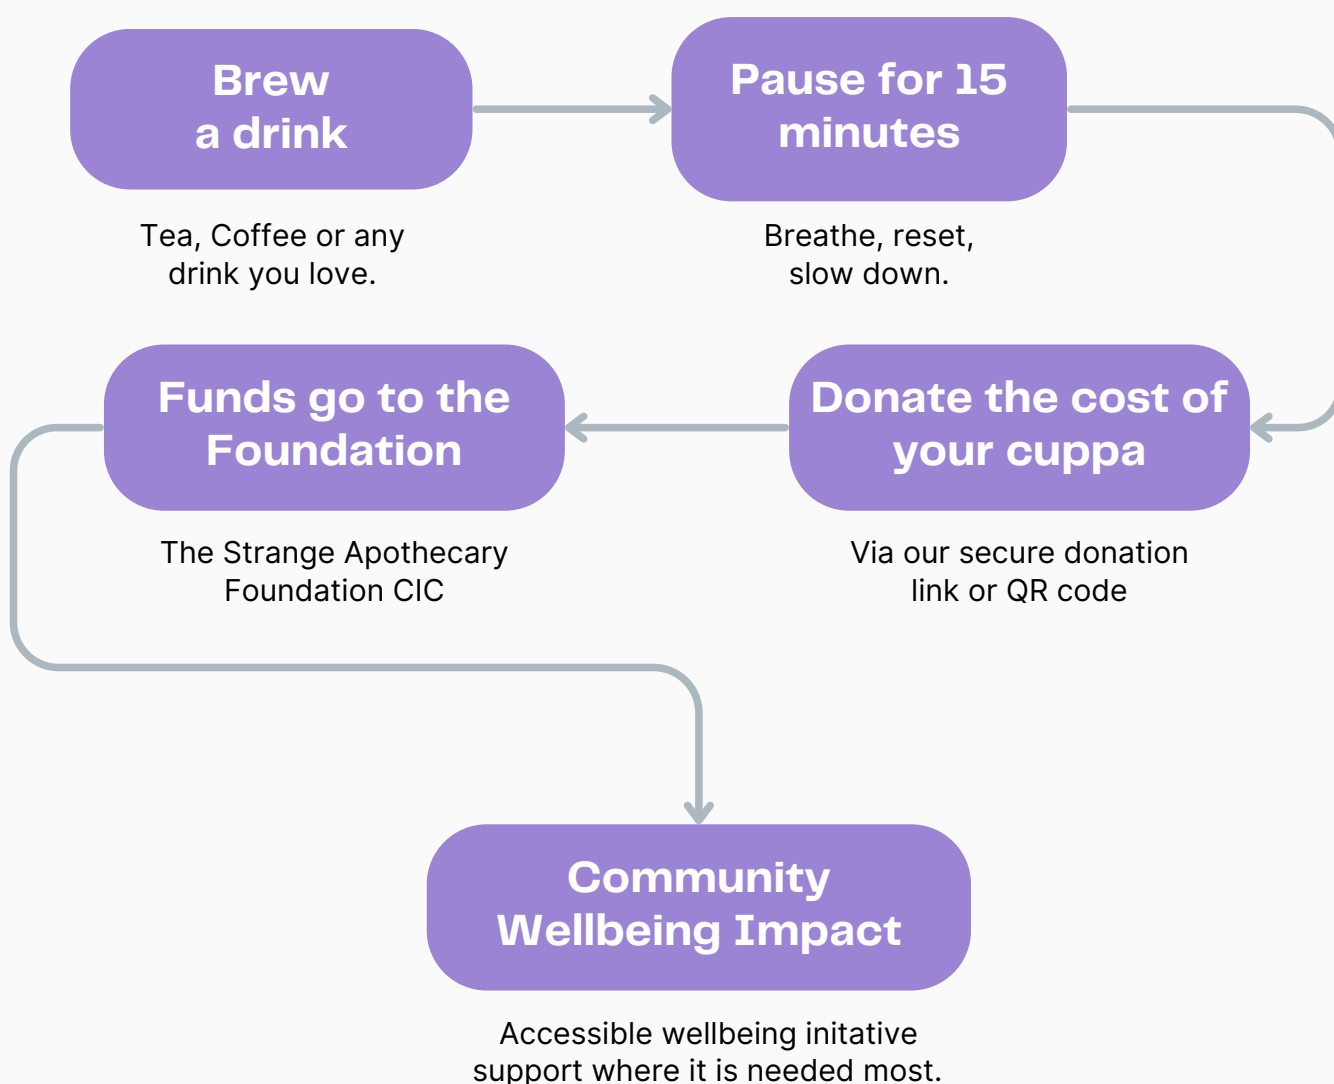 Brew
a drink
Tea, Coffee or any
drink you love.
Pause for 15
minutes
Breathe, reset,
slow down.
Donate the cost of
your cuppa
Via our secure donation
link or QR code
Funds go to the
Foundation
The Strange Apothecary
Foundation CIC
Community
Wellbeing Impact
Accessible wellbeing initative
support where it is needed most.